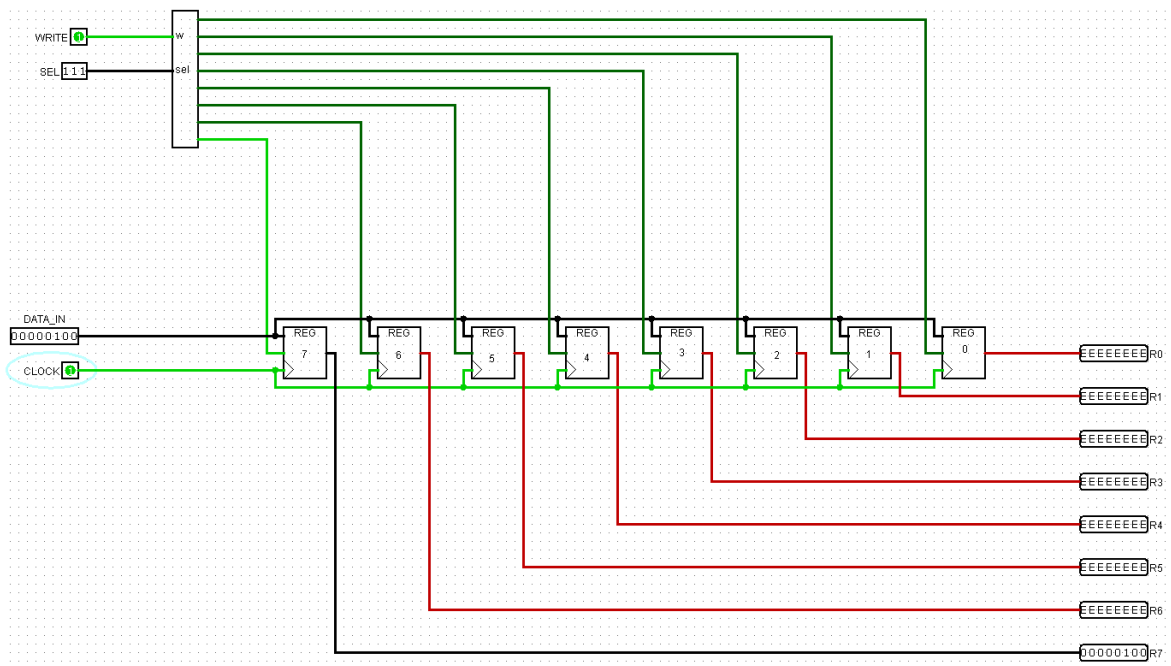 WRITE 1
w
SEL 111
sel
DATA_IN
00000100
CLOCK 1
REG
7
REG
6
REG
5
REG
4
REG
3
REG
2
REG
1
REG
0
EEEEEEEE R0
EEEEEEEE R1
EEEEEEEE R2
EEEEEEEE R3
EEEEEEEE R4
EEEEEEEE R5
EEEEEEEE R6
00000100 R7